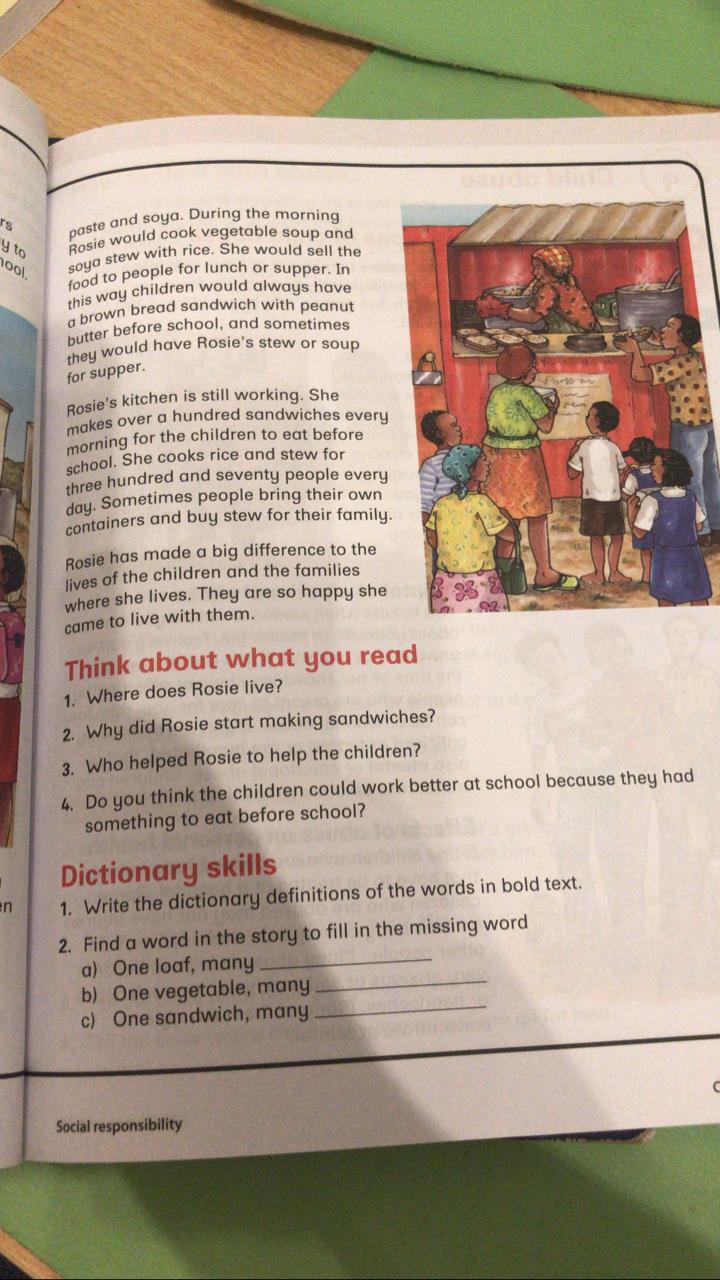 rs
y to
hool.
en
paste and soya. During the morning
Rosie would cook vegetable soup and
soya stew with rice. She would sell the
food to people for lunch or supper. In
this way children would always have
a brown bread sandwich with peanut
butter before school, and sometimes
they would have Rosie's stew or soup
for supper.
Rosie's kitchen is still working. She
makes over a hundred sandwiches every
morning for the children to eat before
school. She cooks rice and stew for
three hundred and seventy people every
day. Sometimes people bring their own
containers and buy stew for their family.
Rosie has made a big difference to the
lives of the children and the families
where she lives. They are so happy she
came to live with them.
Think about what you read
1. Where does Rosie live?
2. Why did Rosie start making sandwiches?
3. Who helped Rosie to help the children?
4. Do you think the children could work better at school because they had
something to eat before school?
Dictionary skills
1. Write the dictionary definitions of the words in bold text.
2. Find a word in the story to fill in the missing word
a) One loaf, many ____________
b) One vegetable, many ____________
c) One sandwich, many ____________
Social responsibility